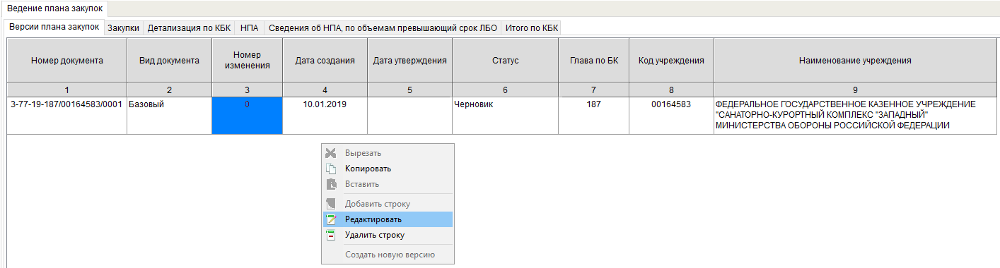 Ведение плана закупок
Версии плана закупок Закупки Детализация по КБК НПА Сведения об НПА, по объемам превышающий срок ЛБО Итого по КБК
Номер документа Вид документа Номер изменения Дата создания Дата утверждения Статус Глава по БК Код учреждения Наименование учреждения
1 2 3 4 5 6 7 8 9
3-77-19-187/00164583/0001 Базовый 0 10.01.2019 Черновик 187 00164583 ФЕДЕРАЛЬНОЕ ГОСУДАРСТВЕННОЕ КАЗЕННОЕ УЧРЕЖДЕНИЕ
"САНАТОРНО-КУРОРТНЫЙ КОМПЛЕКС "ЗАПАДНЫЙ"
МИНИСТЕРСТВА ОБОРОНЫ РОССИЙСКОЙ ФЕДЕРАЦИИ
Вырезать
Копировать
Вставить
Добавить строку
Редактировать
Удалить строку
Создать новую версию